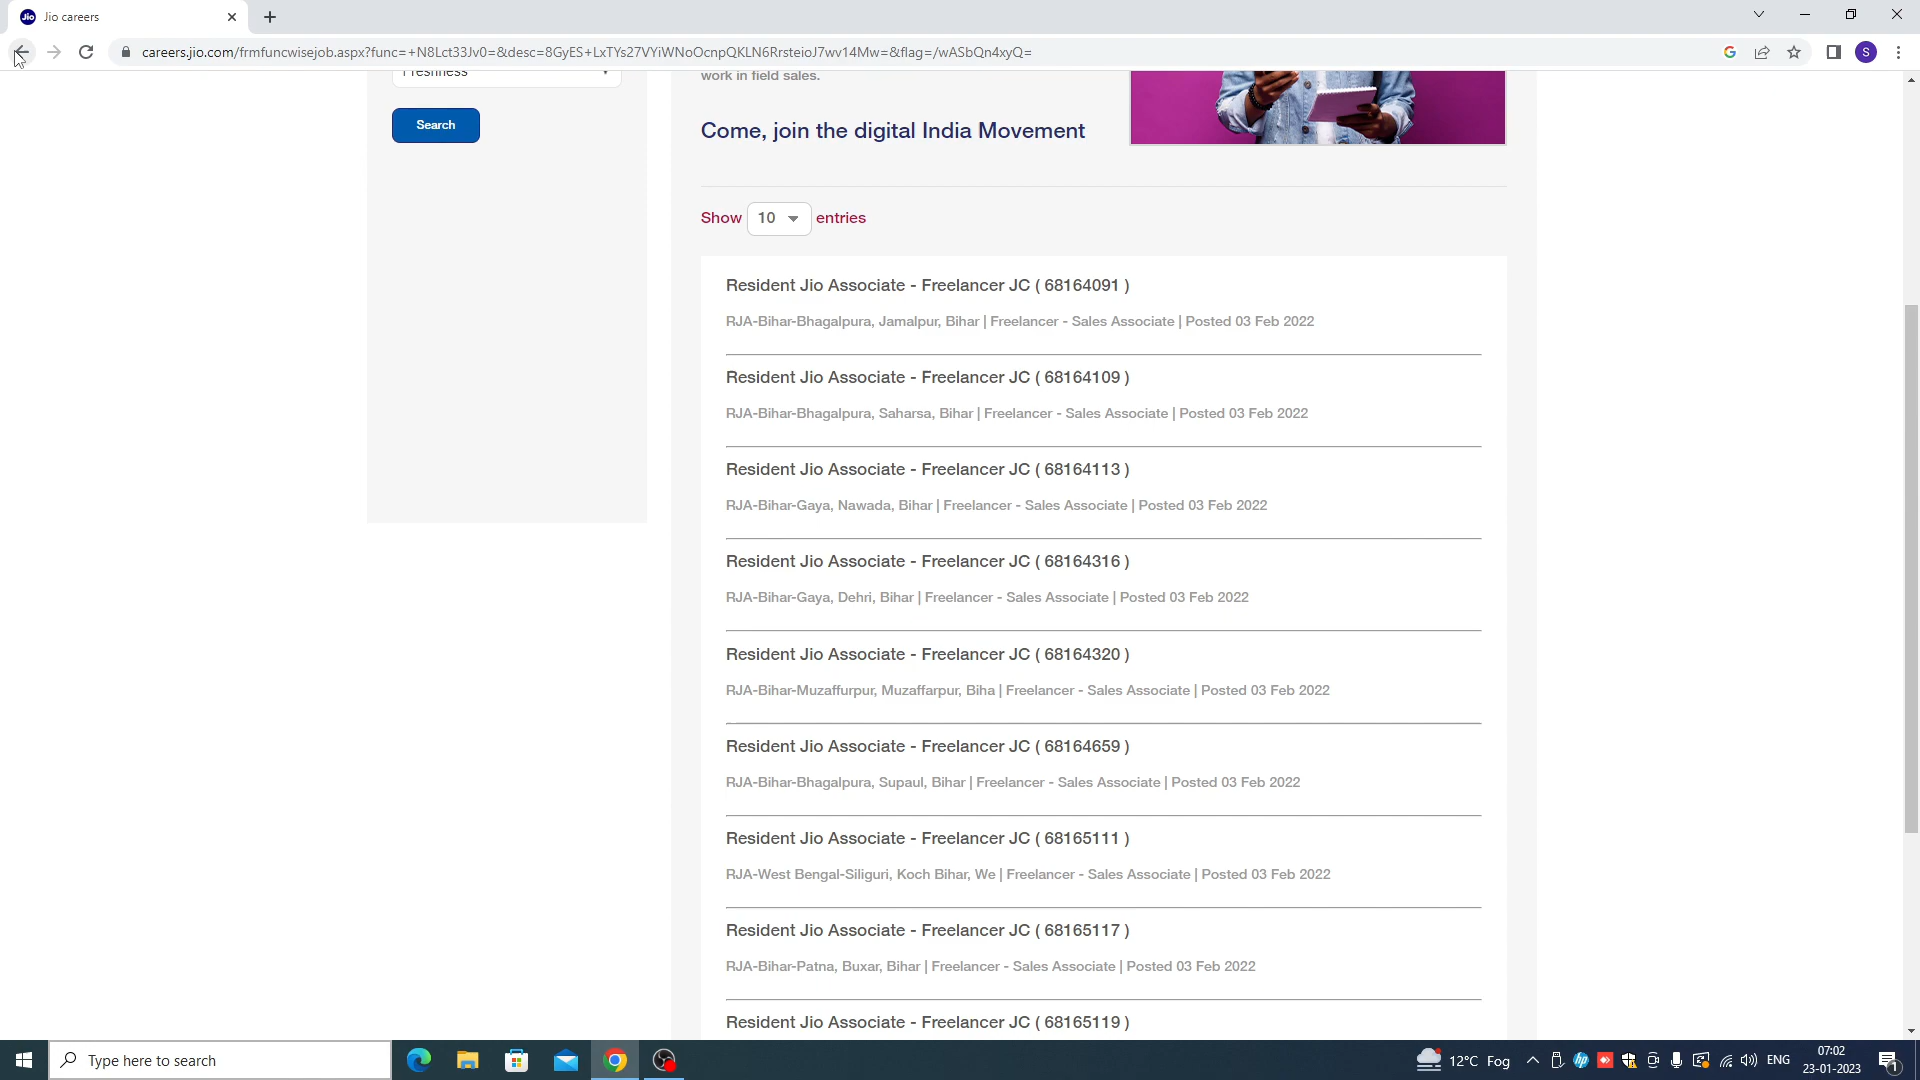 Jio careers
careers.jio.com/frmfuncwisejob.aspx?func=+N8Lct33Jv0=&desc=8GyES+LxTYs27VYiWNoOcnpQKLN6RrsteioJ7wv14Mw=&flag=/wASbQn4xyQ=
S
Freshness
work in field sales.
Search
Come, join the digital India Movement
Show 10 entries
Resident Jio Associate - Freelancer JC ( 68164091 )
RJA-Bihar-Bhagalpura, Jamalpur, Bihar | Freelancer - Sales Associate | Posted 03 Feb 2022
Resident Jio Associate - Freelancer JC ( 68164109 )
RJA-Bihar-Bhagalpura, Saharsa, Bihar | Freelancer - Sales Associate | Posted 03 Feb 2022
Resident Jio Associate - Freelancer JC ( 68164113 )
RJA-Bihar-Gaya, Nawada, Bihar | Freelancer - Sales Associate | Posted 03 Feb 2022
Resident Jio Associate - Freelancer JC ( 68164316 )
RJA-Bihar-Gaya, Dehri, Bihar | Freelancer - Sales Associate | Posted 03 Feb 2022
Resident Jio Associate - Freelancer JC ( 68164320 )
RJA-Bihar-Muzaffurpur, Muzaffarpur, Biha | Freelancer - Sales Associate | Posted 03 Feb 2022
Resident Jio Associate - Freelancer JC ( 68164659 )
RJA-Bihar-Bhagalpura, Supaul, Bihar | Freelancer - Sales Associate | Posted 03 Feb 2022
Resident Jio Associate - Freelancer JC ( 68165111 )
RJA-West Bengal-Siliguri, Koch Bihar, We | Freelancer - Sales Associate | Posted 03 Feb 2022
Resident Jio Associate - Freelancer JC ( 68165117 )
RJA-Bihar-Patna, Buxar, Bihar | Freelancer - Sales Associate | Posted 03 Feb 2022
Resident Jio Associate - Freelancer JC ( 68165119 )
Type here to search
12°C Fog
ENG
07:02
23-01-2023
1